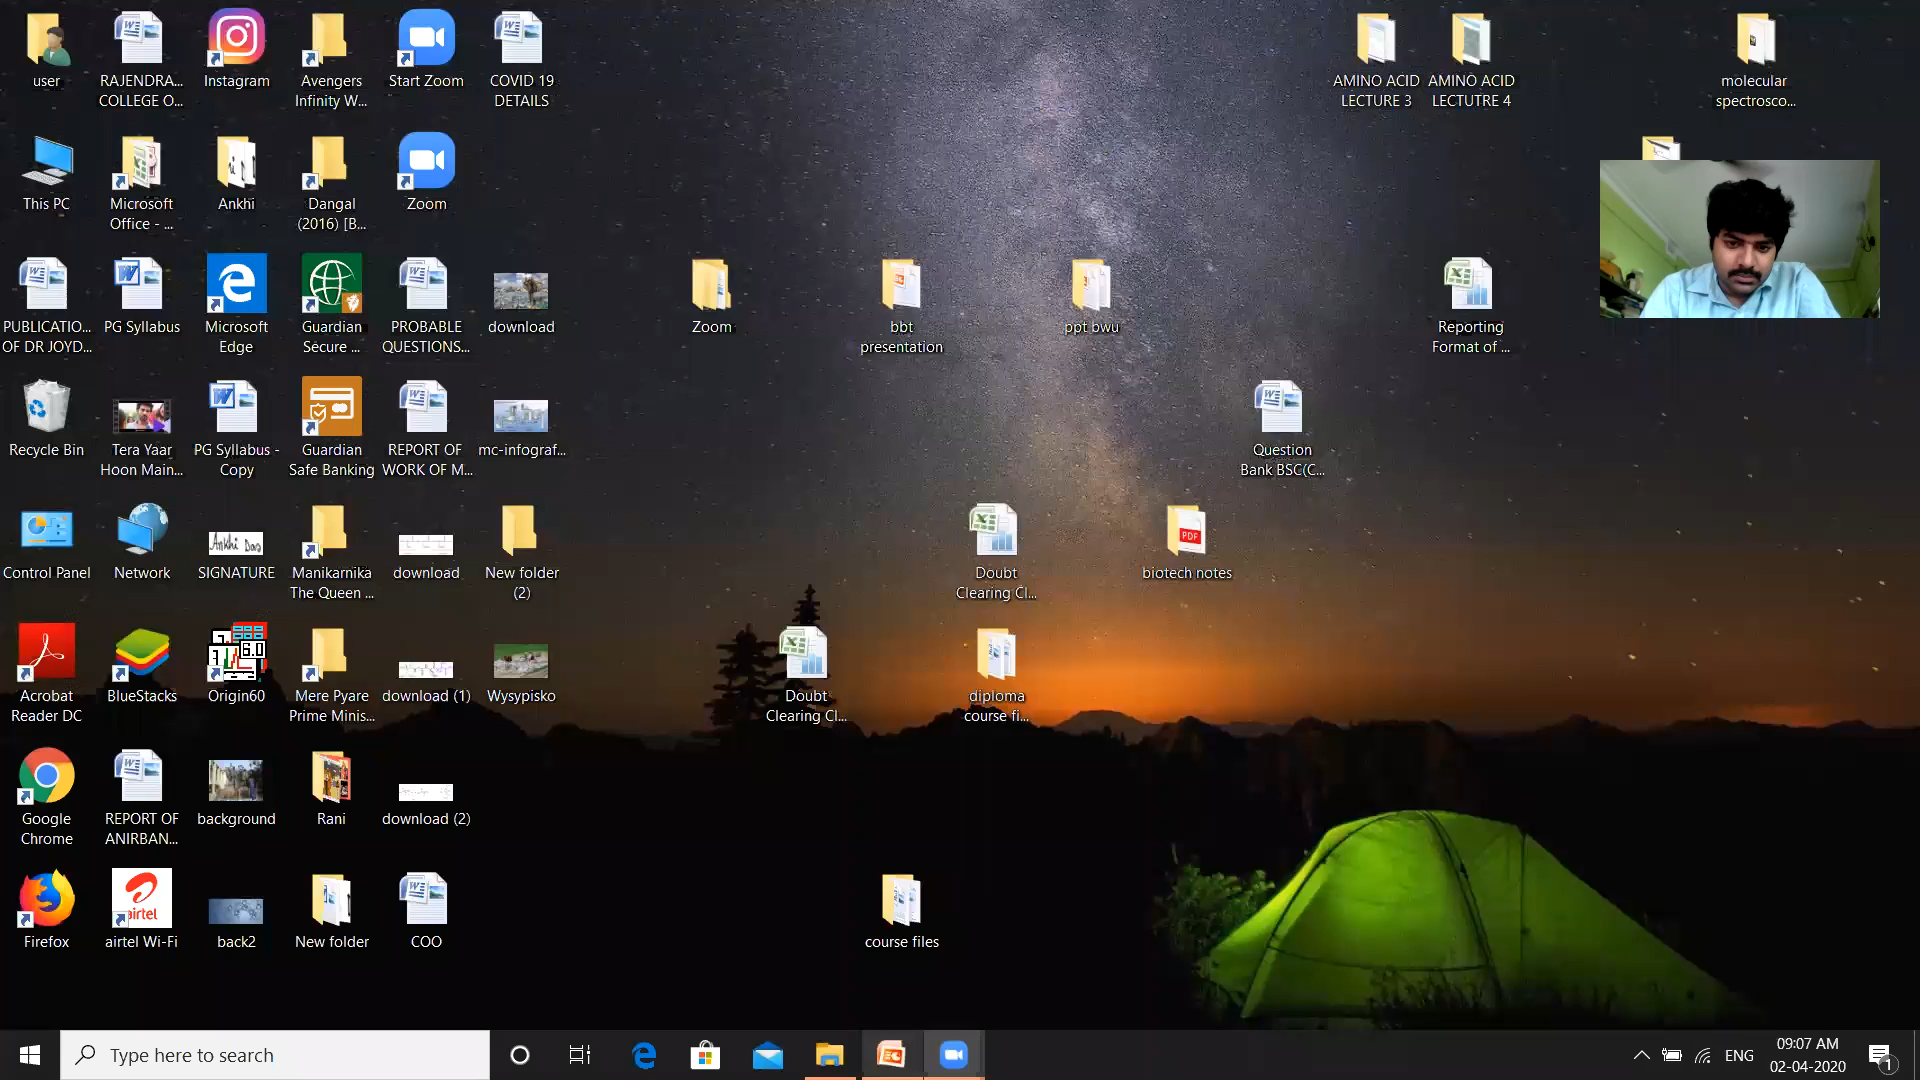 user
RAJENDRA...
COLLEGE O...
Instagram
Avengers
Infinity W...
Start Zoom
COVID 19
DETAILS
AMINO ACID
LECTURE 3
AMINO ACID
LECTUTRE 4
molecular
spectrosco...
This PC
Microsoft
Office - ...
Ankhi
Dangal
(2016) [B...
Zoom
PUBLICATIO...
OF DR JOYD...
PG Syllabus
Microsoft
Edge
Guardian
Secure ...
PROBABLE
QUESTIONS...
download
Zoom
bbt
presentation
ppt bwu
Reporting
Format of ...
Recycle Bin
Tera Yaar
Hoon Main...
PG Syllabus -
Copy
Guardian
Safe Banking
REPORT OF
WORK OF M...
mc-infograf...
Question
Bank BSC(C...
Control Panel
Network
Ankhi Das
SIGNATURE
Manikarnika
The Queen ...
download
New folder
(2)
Doubt
Clearing Cl...
PDF
biotech notes
Acrobat
Reader DC
BlueStacks
6.0
Origin60
Mere Pyare
Prime Minis...
download (1)
Wysypisko
Doubt
Clearing Cl...
diploma
course fi...
Google
Chrome
REPORT OF
ANIRBAN...
background
Rani
download (2)
Firefox
airtel
airtel Wi-Fi
back2
New folder
COO
course files
Type here to search
ENG
09:07 AM
02-04-2020
1